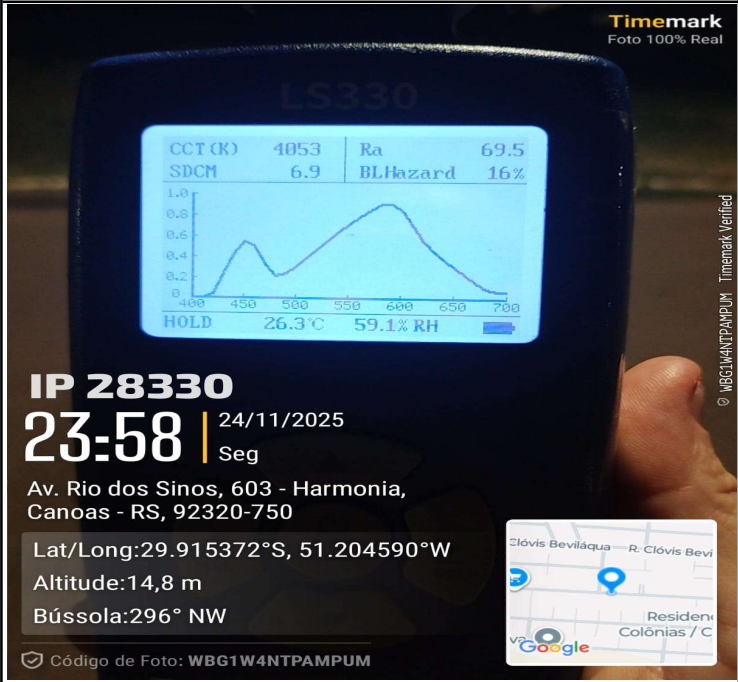 Timemark
Foto 100% Real
LS330
CCT(K) 4053 Ra 69.5
SDCM 6.9 BLHazard 16%
1.0
0.8
0.6
0.4
0.2
0
400 450 500 550 600 650 700
HOLD 26.3°C 59.1% RH
IP 28330
23:58
24/11/2025
Seg
Av. Rio dos Sinos, 603 - Harmonia,
Canoas - RS, 92320-750
Lat/Long:29.915372°S, 51.204590°W
Altitude:14,8 m
Bússola:296° NW
Código de Foto: WBG1W4NTPAMPUM
Clóvis Beviláqua R. Clóvis Bevi
Residen
Colônias / C
va
Google
WBG1W4NTPAMPUM Timemark Verified